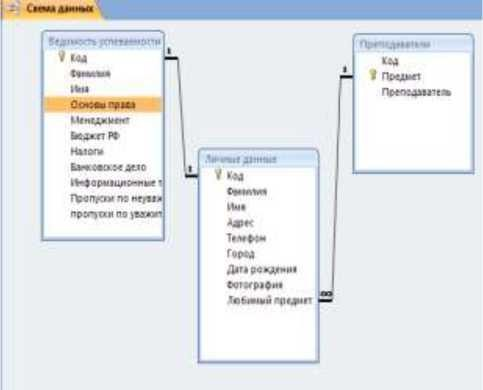 Схема данных
Ведомость успеваемости
Код
Фамилия
Имя
Основы права
Менеджмент
Бюджет РФ
Налоги
Банковское дело
Информационные т
Пропуски по неуваж
пропуски по уважит
1
1
Личные данные
Код
Фамилия
Имя
Адрес
Телефон
Город
Дата рождения
Фотография
Любимый предмет
∞
1
Преподаватели
Код
Предмет
Преподаватель